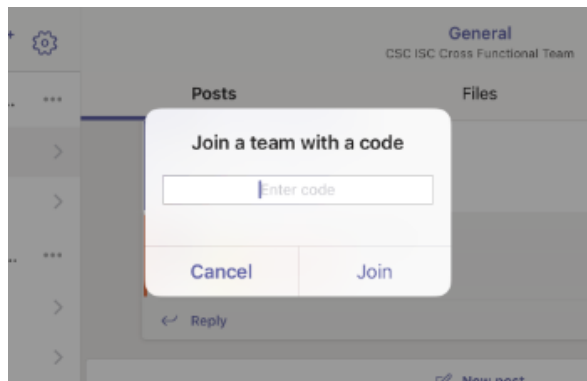 General
CSC ISC Cross Functional Team
Posts
Files
Join a team with a code
Enter code
Cancel
Join
Reply
New post